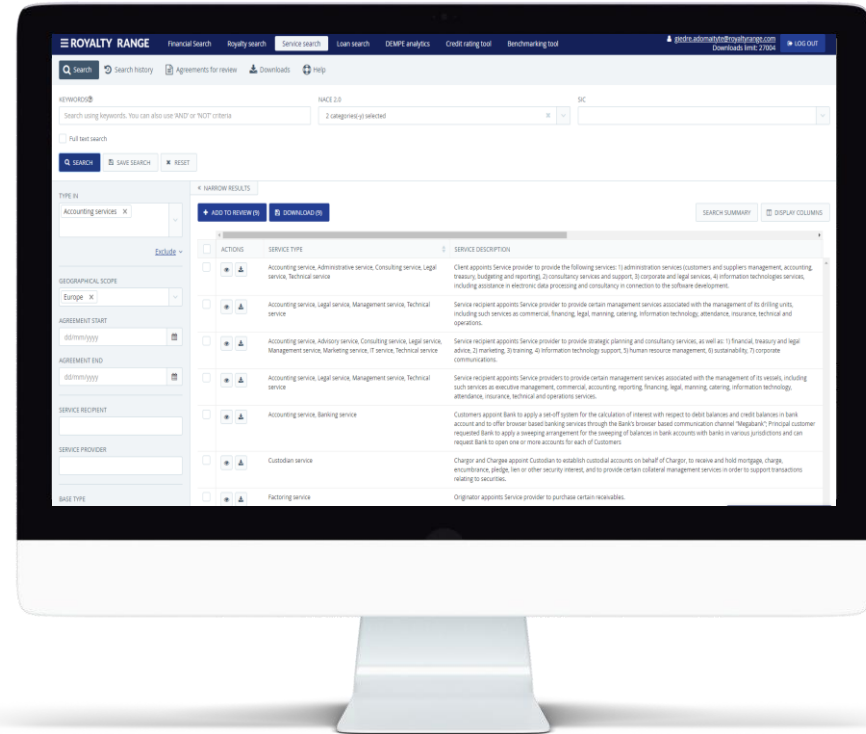 ROYALTY RANGE
Financial Search Royalty search Service search Loan search DEMPE analytics Credit rating tool Benchmarking tool
giedre.adomaityte@royaltyrange.com
Downloads limit: 27004
LOG OUT
Search Search history Agreements for review Downloads Help
KEYWORDS NACE 2.0 SIC
Search using keywords. You can also use 'AND' or 'NOT' criteria 2 categories(-y) selected
Full text search
SEARCH SAVE SEARCH RESET
TYPE IN
Accounting services ×
Exclude
GEOGRAPHICAL SCOPE
Europe ×
AGREEMENT START
dd/mm/yyyy
AGREEMENT END
dd/mm/yyyy
SERVICE RECIPIENT
SERVICE PROVIDER
BASE TYPE
< NARROW RESULTS
+ ADD TO REVIEW (9) DOWNLOAD (9) SEARCH SUMMARY DISPLAY COLUMNS
ACTIONS SERVICE TYPE SERVICE DESCRIPTION
Accounting service, Administrative service, Consulting service, Legal
service, Technical service
Client appoints Service provider to provide the following services: 1) administration services (customers and suppliers management, accounting,
treasury, budgeting and reporting), 2) consultancy services and support, 3) corporate and legal services, 4) information technologies services,
including assistance in electronic data processing and consultancy in connection to the software development.
Accounting service, Legal service, Management service, Technical
service
Service recipient appoints Service provider to provide certain management services associated with the management of its drilling units,
including such services as commercial, financing, legal, manning, catering, information technology, attendance, insurance, technical and
operations.
Accounting service, Advisory service, Consulting service, Legal service,
Management service, Marketing service, IT service, Technical service
Service recipient appoints Service provider to provide strategic planning and consultancy services, as well as: 1) financial, treasury and legal
advice, 2) marketing, 3) training, 4) information technology support, 5) human resource management, 6) sustainability, 7) corporate
communications.
Accounting service, Legal service, Management service, Technical
service
Service recipient appoints Service providers to provide certain management services associated with the management of its vessels, including
such services as executive management, commercial, accounting, reporting, financing, legal, manning, catering, information technology,
attendance, insurance, technical and operations services.
Accounting service, Banking service
Customers appoint Bank to apply a set-off system for the calculation of interest with respect to debit balances and credit balances in bank
account and to offer browser based banking services through the Bank's browser based communication channel "Megabank"; Principal customer
requested Bank to apply a sweeping arrangement for the sweeping of balances in bank accounts with banks in various jurisdictions and can
request Bank to open one or more accounts for each of Customers
Custodian service
Chargor and Chargee appoint Custodian to establish custodial accounts on behalf of Chargor, to receive and hold mortgage, charge,
encumbrance, pledge, lien or other security interest, and to provide certain collateral management services in order to support transactions
relating to securities.
Factoring service
Originator appoints Service provider to purchase certain receivables.